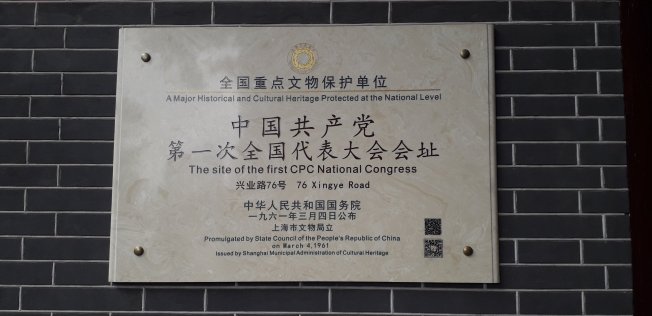 全国重点文物保护单位
A Major Historical and Cultural Heritage Protected at the National Level
中国共产党
第一次全国代表大会会址
The site of the first CPC National Congress
兴业路76号 76 Xingye Road
中华人民共和国国务院
一九六一年三月四日公布
上海市文物局立
Promulgated by State Council of the People's Republic of China
on March 4,1961
Issued by Shanghai Municipal Administration of Cultural Heritage